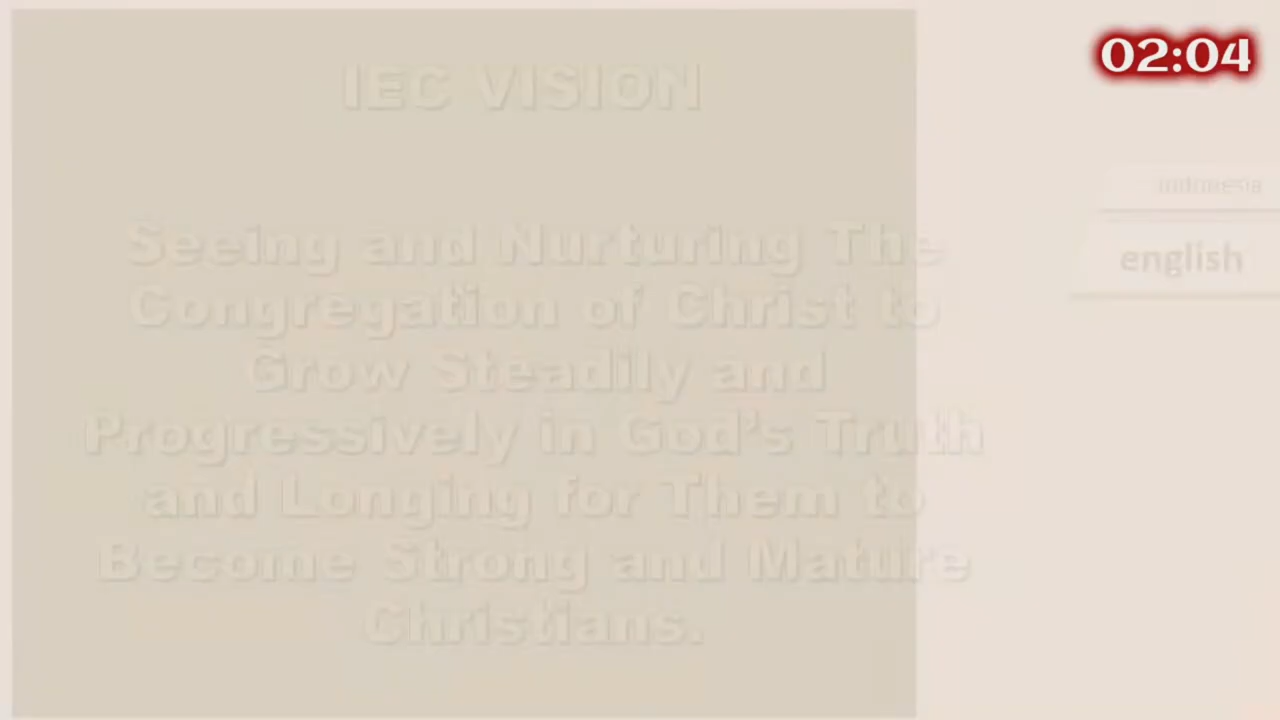 02:04
IEC VISION
indonesia
english
Seeing and Nurturing The
Congregation of Christ to
Grow Steadily and
Progressively in God's Truth
and Longing for Them to
Become Strong and Mature
Christians.